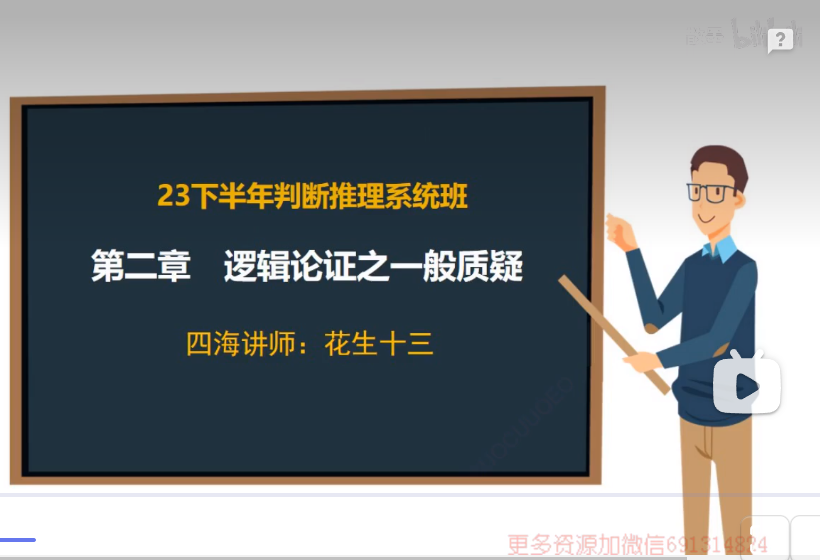 23下半年判断推理系统班
第二章 逻辑论证之一般质疑
四海讲师：花生十三
?
更多资源加微信691314824